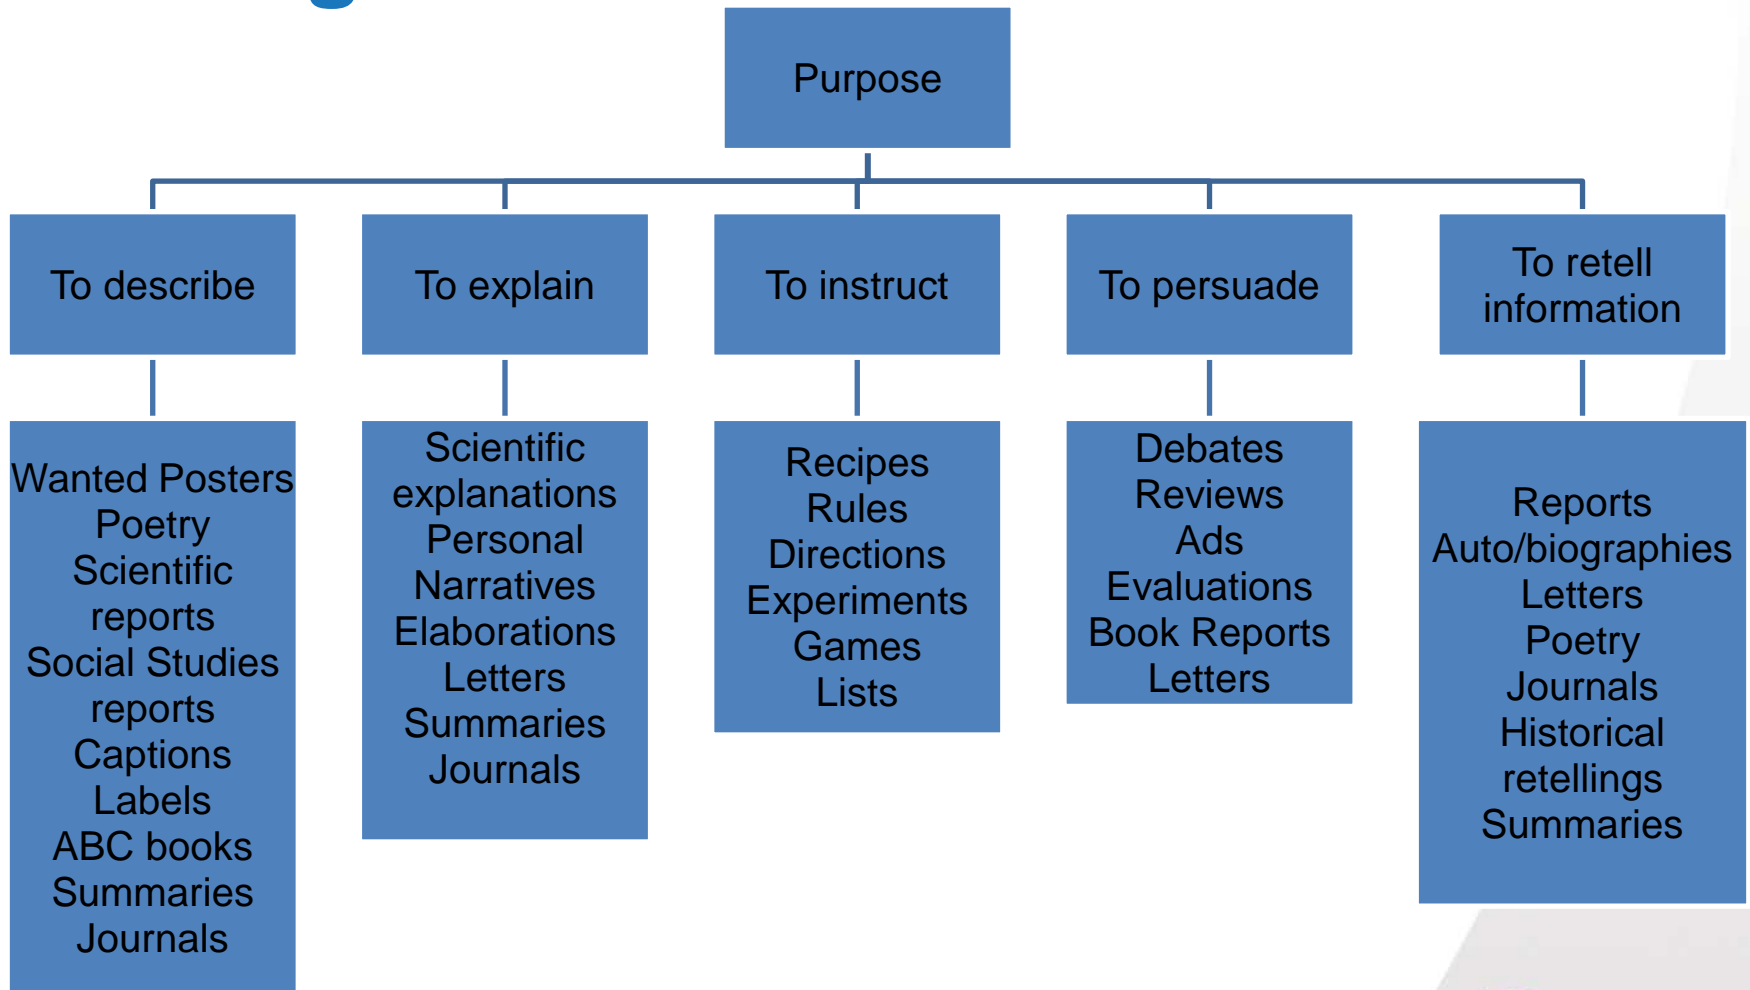 Purpose
To describe
To explain
To instruct
To persuade
To retell
information
Wanted Posters
Poetry
Scientific
reports
Social Studies
reports
Captions
Labels
ABC books
Summaries
Journals
Scientific
explanations
Personal
Narratives
Elaborations
Letters
Summaries
Journals
Recipes
Rules
Directions
Experiments
Games
Lists
Debates
Reviews
Ads
Evaluations
Book Reports
Letters
Reports
Auto/biographies
Letters
Poetry
Journals
Historical
retellings
Summaries